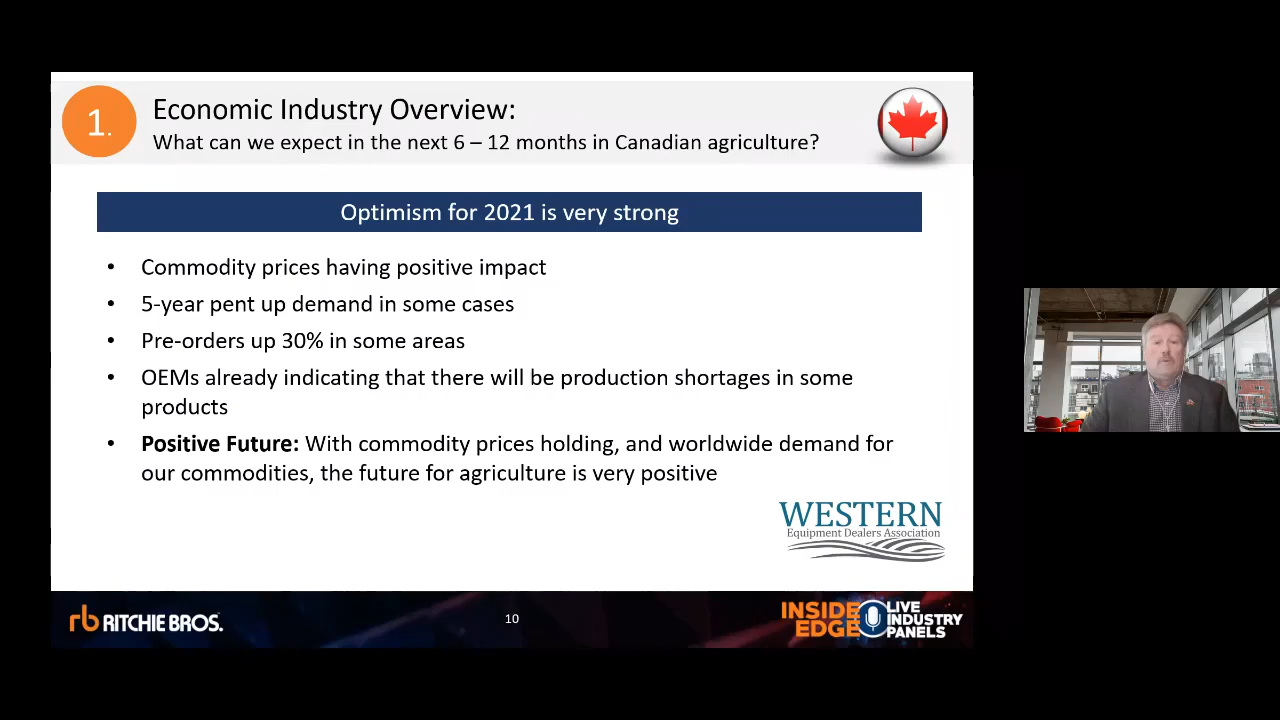 1.
Economic Industry Overview:
What can we expect in the next 6 – 12 months in Canadian agriculture?
Optimism for 2021 is very strong
• Commodity prices having positive impact
• 5-year pent up demand in some cases
• Pre-orders up 30% in some areas
• OEMs already indicating that there will be production shortages in some
products
• Positive Future: With commodity prices holding, and worldwide demand for
our commodities, the future for agriculture is very positive
WESTERN
Equipment Dealers Association
rb RITCHIE BROS.
10
INSIDE
EDGE
LIVE
INDUSTRY
PANELS